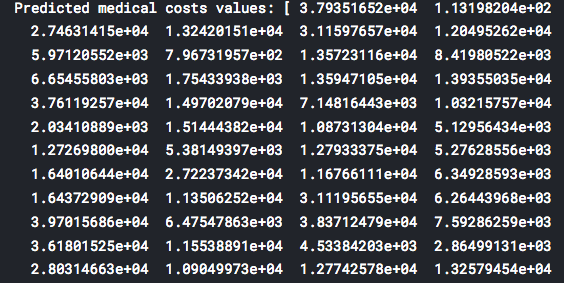 Predicted medical costs values: [ 3.79351652e+04 1.13198204e+02
2.74631415e+04 1.32420151e+04 3.11597657e+04 1.20495262e+04
5.97120552e+03 7.96731957e+02 1.35723116e+04 8.41980522e+03
6.65455803e+03 1.75433938e+03 1.35947105e+04 1.39355035e+04
3.76119257e+04 1.49702079e+04 7.14816443e+03 1.03215757e+04
2.03410889e+03 1.51444382e+04 1.08731304e+04 5.12956434e+03
1.27269800e+04 5.38149397e+03 1.27933375e+04 5.27628556e+03
1.64010644e+04 2.72237342e+04 1.16766111e+04 6.34928593e+03
1.64372909e+04 1.13506252e+04 3.11195655e+04 6.26443968e+03
3.97015686e+04 6.47547863e+03 3.83712479e+04 7.59286259e+03
3.61801525e+04 1.15538891e+04 4.53384203e+03 2.86499131e+03
2.80314663e+04 1.09049973e+04 1.27742578e+04 1.32579454e+04